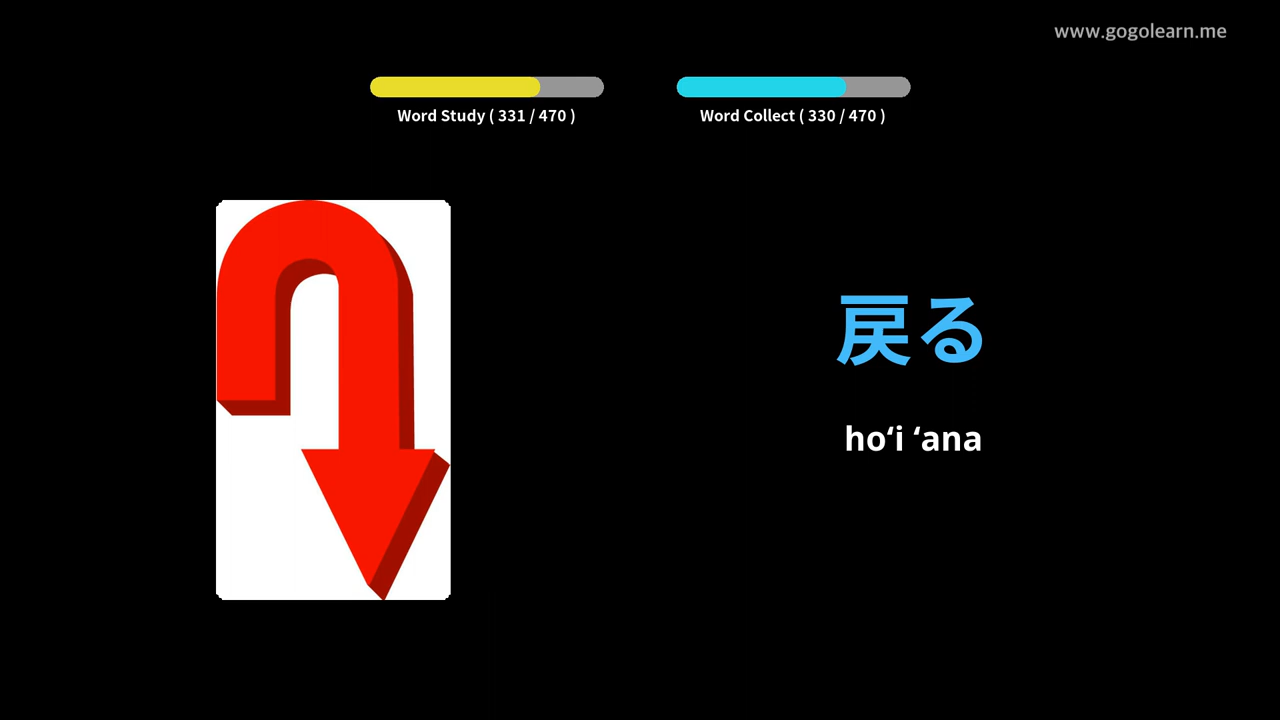 www.gogolearn.me
Word Study ( 331 / 470 )
Word Collect ( 330 / 470 )
戻る
hoʻi ʻana